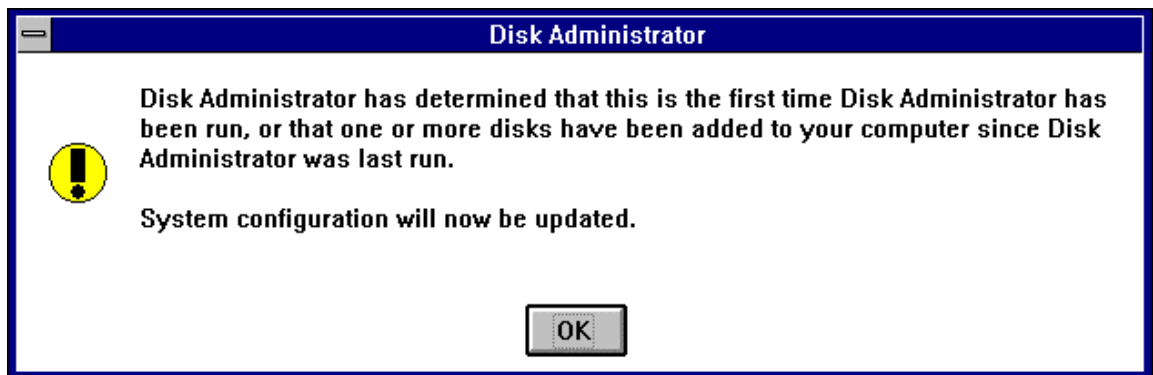 Disk Administrator
Disk Administrator has determined that this is the first time Disk Administrator has
been run, or that one or more disks have been added to your computer since Disk
Administrator was last run.
System configuration will now be updated.
OK